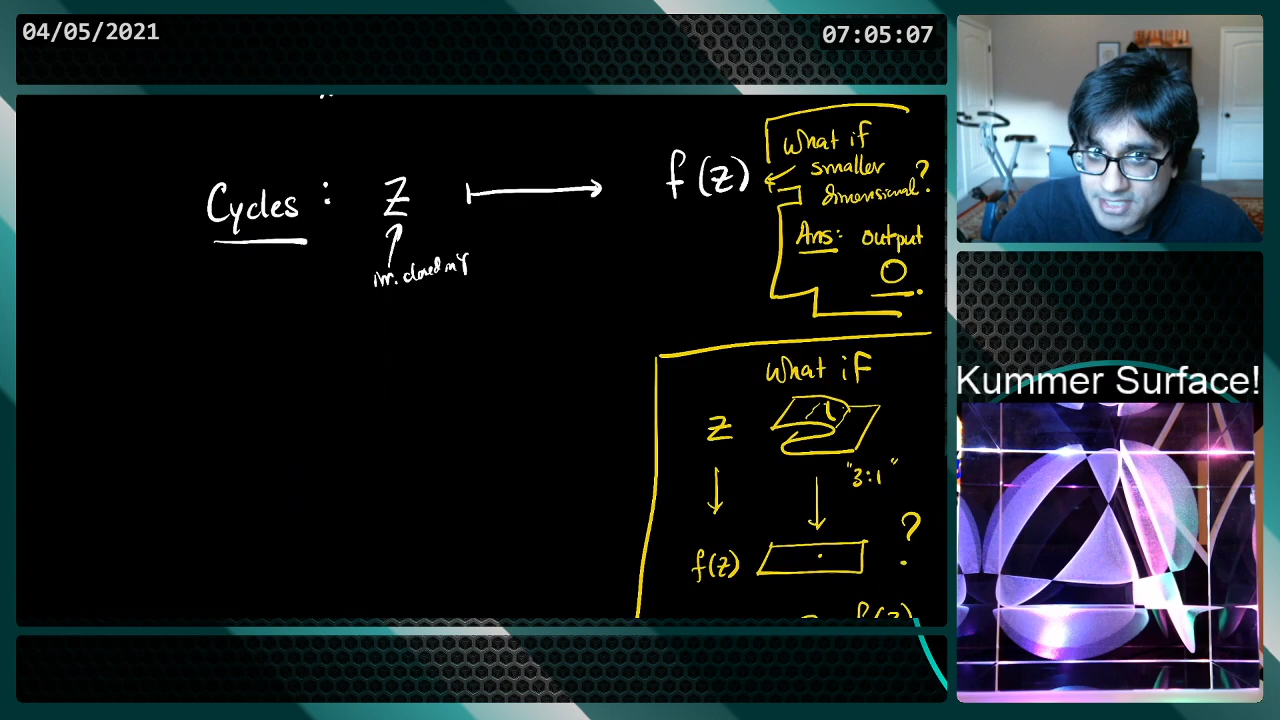 04/05/2021
07:05:07
Cycles : Z ⟼ f(Z)
irr. closed in Y
What if
smaller
dimensional?
Ans: output
0.
What if
Z
"3:1"
f(Z)
?
f(Z)
Kummer Surface!